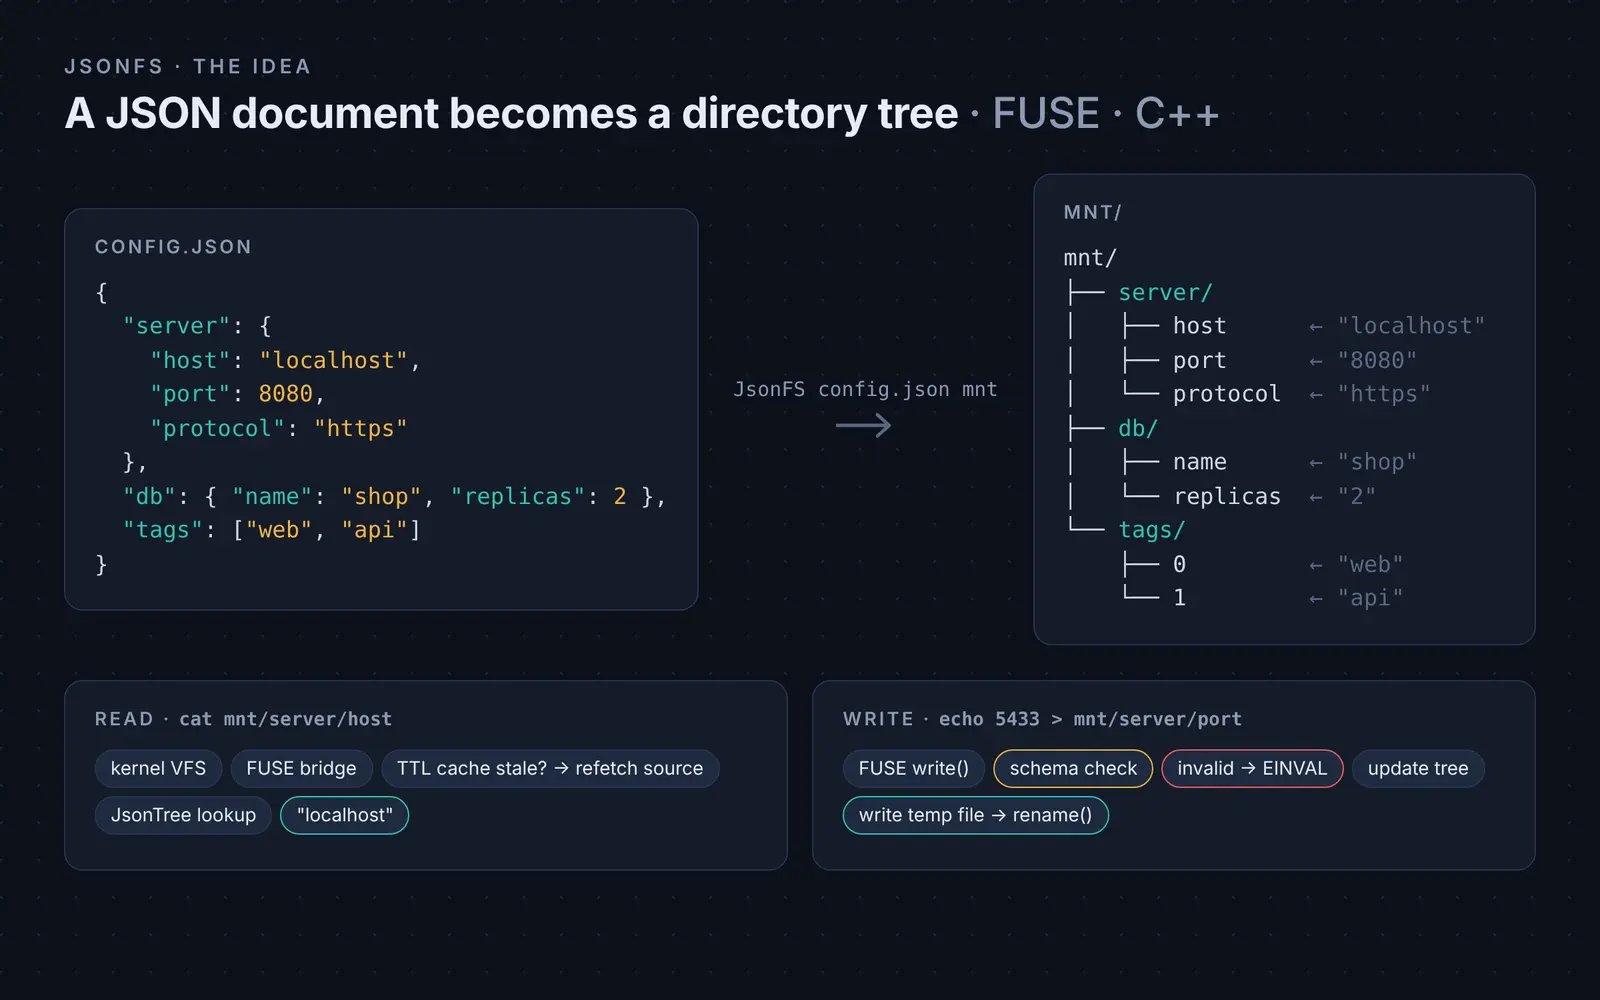 JSONFS · THE IDEA
A JSON document becomes a directory tree · FUSE · C++
CONFIG.JSON
{
  "server": {
    "host": "localhost",
    "port": 8080,
    "protocol": "https"
  },
  "db": { "name": "shop", "replicas": 2 },
  "tags": ["web", "api"]
}
JsonFS config.json mnt
→
MNT/
mnt/
├── server/
│   ├── host      ← "localhost"
│   ├── port      ← "8080"
│   └── protocol  ← "https"
├── db/
│   ├── name      ← "shop"
│   └── replicas  ← "2"
└── tags/
    ├── 0         ← "web"
    └── 1         ← "api"
READ · cat mnt/server/host
kernel VFS FUSE bridge TTL cache stale? → refetch source
JsonTree lookup "localhost"
WRITE · echo 5433 > mnt/server/port
FUSE write() schema check invalid → EINVAL update tree
write temp file → rename()